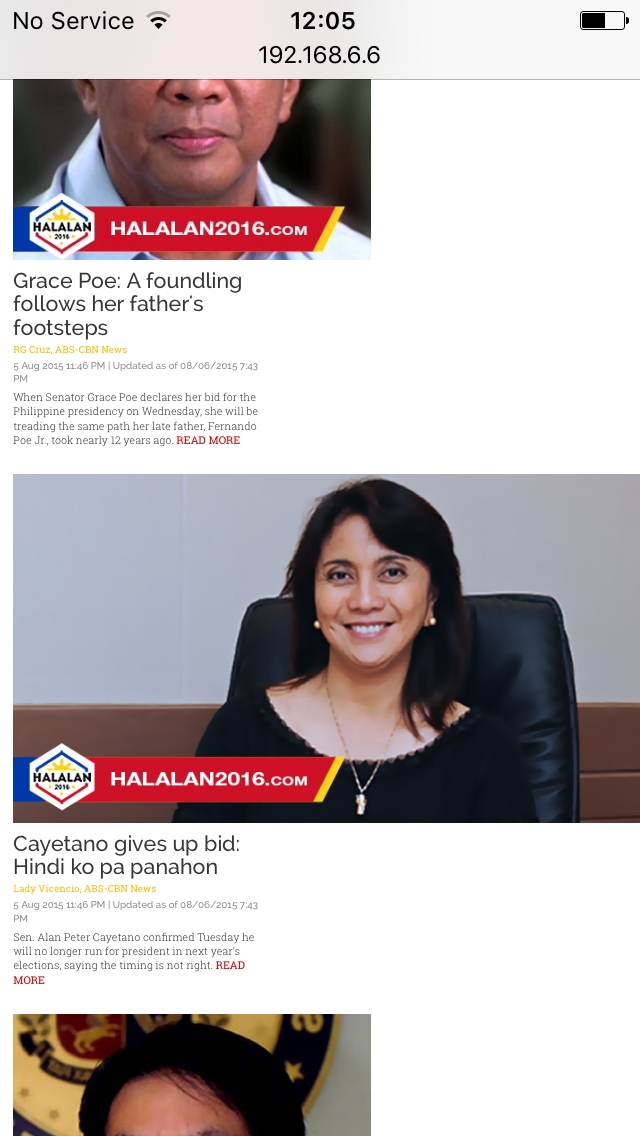 No Service 12:05
192.168.6.6
HALALAN
2016
HALALAN2016.COM
Grace Poe: A foundling
follows her father's
footsteps
RG Cruz, ABS-CBN News
5 Aug 2015 11:46 PM | Updated as of 08/06/2015 7:43
PM
When Senator Grace Poe declares her bid for the
Philippine presidency on Wednesday, she will be
treading the same path her late father, Fernando
Poe Jr., took nearly 12 years ago. READ MORE
HALALAN
2016
HALALAN2016.COM
Cayetano gives up bid:
Hindi ko pa panahon
Lady Vicencio, ABS-CBN News
5 Aug 2015 11:46 PM | Updated as of 08/06/2015 7:43
PM
Sen. Alan Peter Cayetano confirmed Tuesday he
will no longer run for president in next year's
elections, saying the timing is not right. READ
MORE